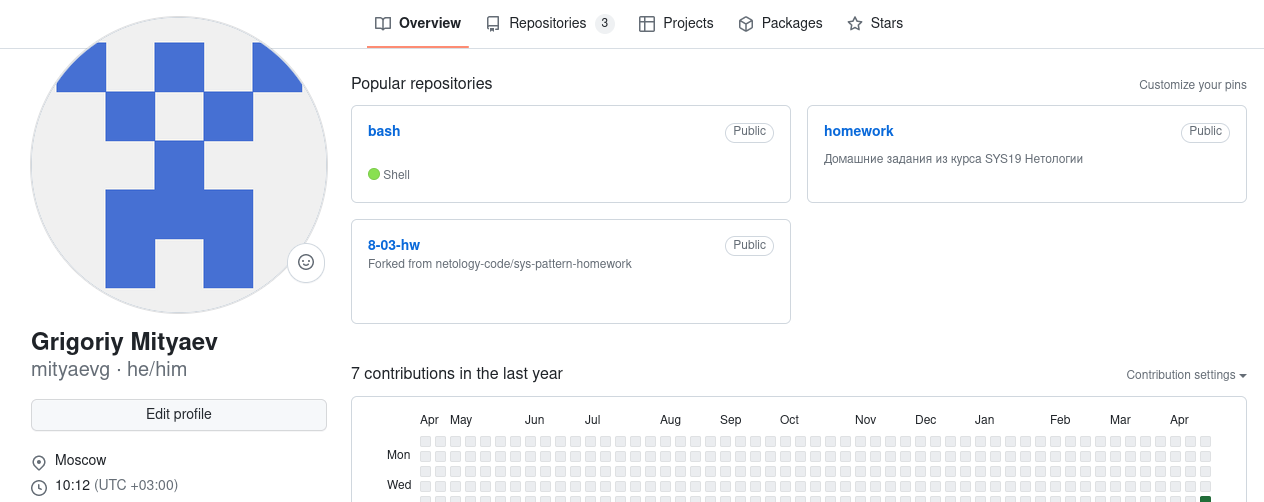 Overview Repositories 3 Projects Packages Stars
Popular repositories Customize your pins
bash Public
Shell
homework Public
Домашние задания из курса SYS19 Нетологии
8-03-hw Public
Forked from netology-code/sys-pattern-homework
Grigoriy Mityaev
mityaevg · he/him
Edit profile
Moscow
10:12 (UTC +03:00)
7 contributions in the last year Contribution settings
Apr May Jun Jul Aug Sep Oct Nov Dec Jan Feb Mar Apr
Mon
Wed